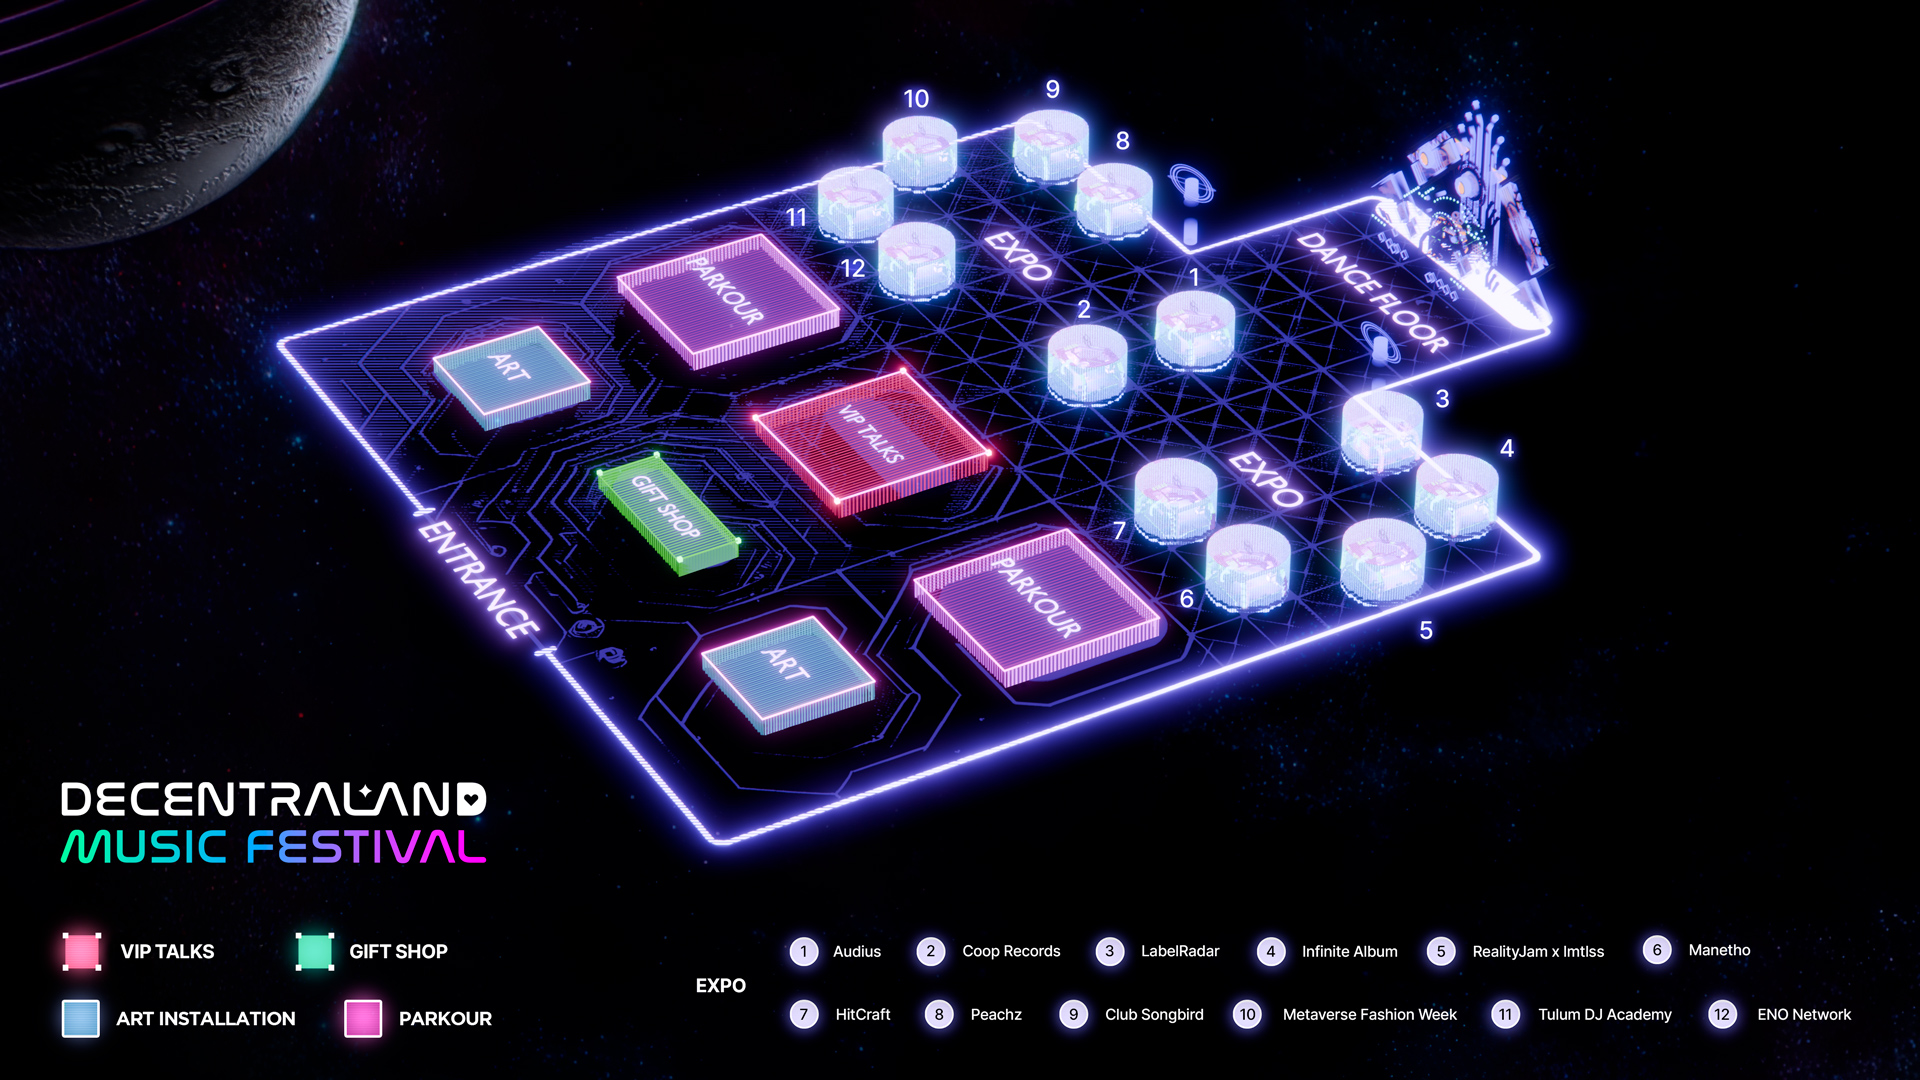 10
9
8
11
12
EXPO
PARKOUR
DANCE FLOOR
1
2
ART
VIP TALKS
3
4
EXPO
GIFT SHOP
7
ENTRANCE
PARKOUR
6
5
ART
DECENTRALAND
MUSIC FESTIVAL
VIP TALKS
GIFT SHOP
ART INSTALLATION
PARKOUR
EXPO
1 Audius 2 Coop Records 3 LabelRadar 4 Infinite Album 5 RealityJam x lmtlss 6 Manetho
7 HitCraft 8 Peachz 9 Club Songbird 10 Metaverse Fashion Week 11 Tulum DJ Academy 12 ENO Network